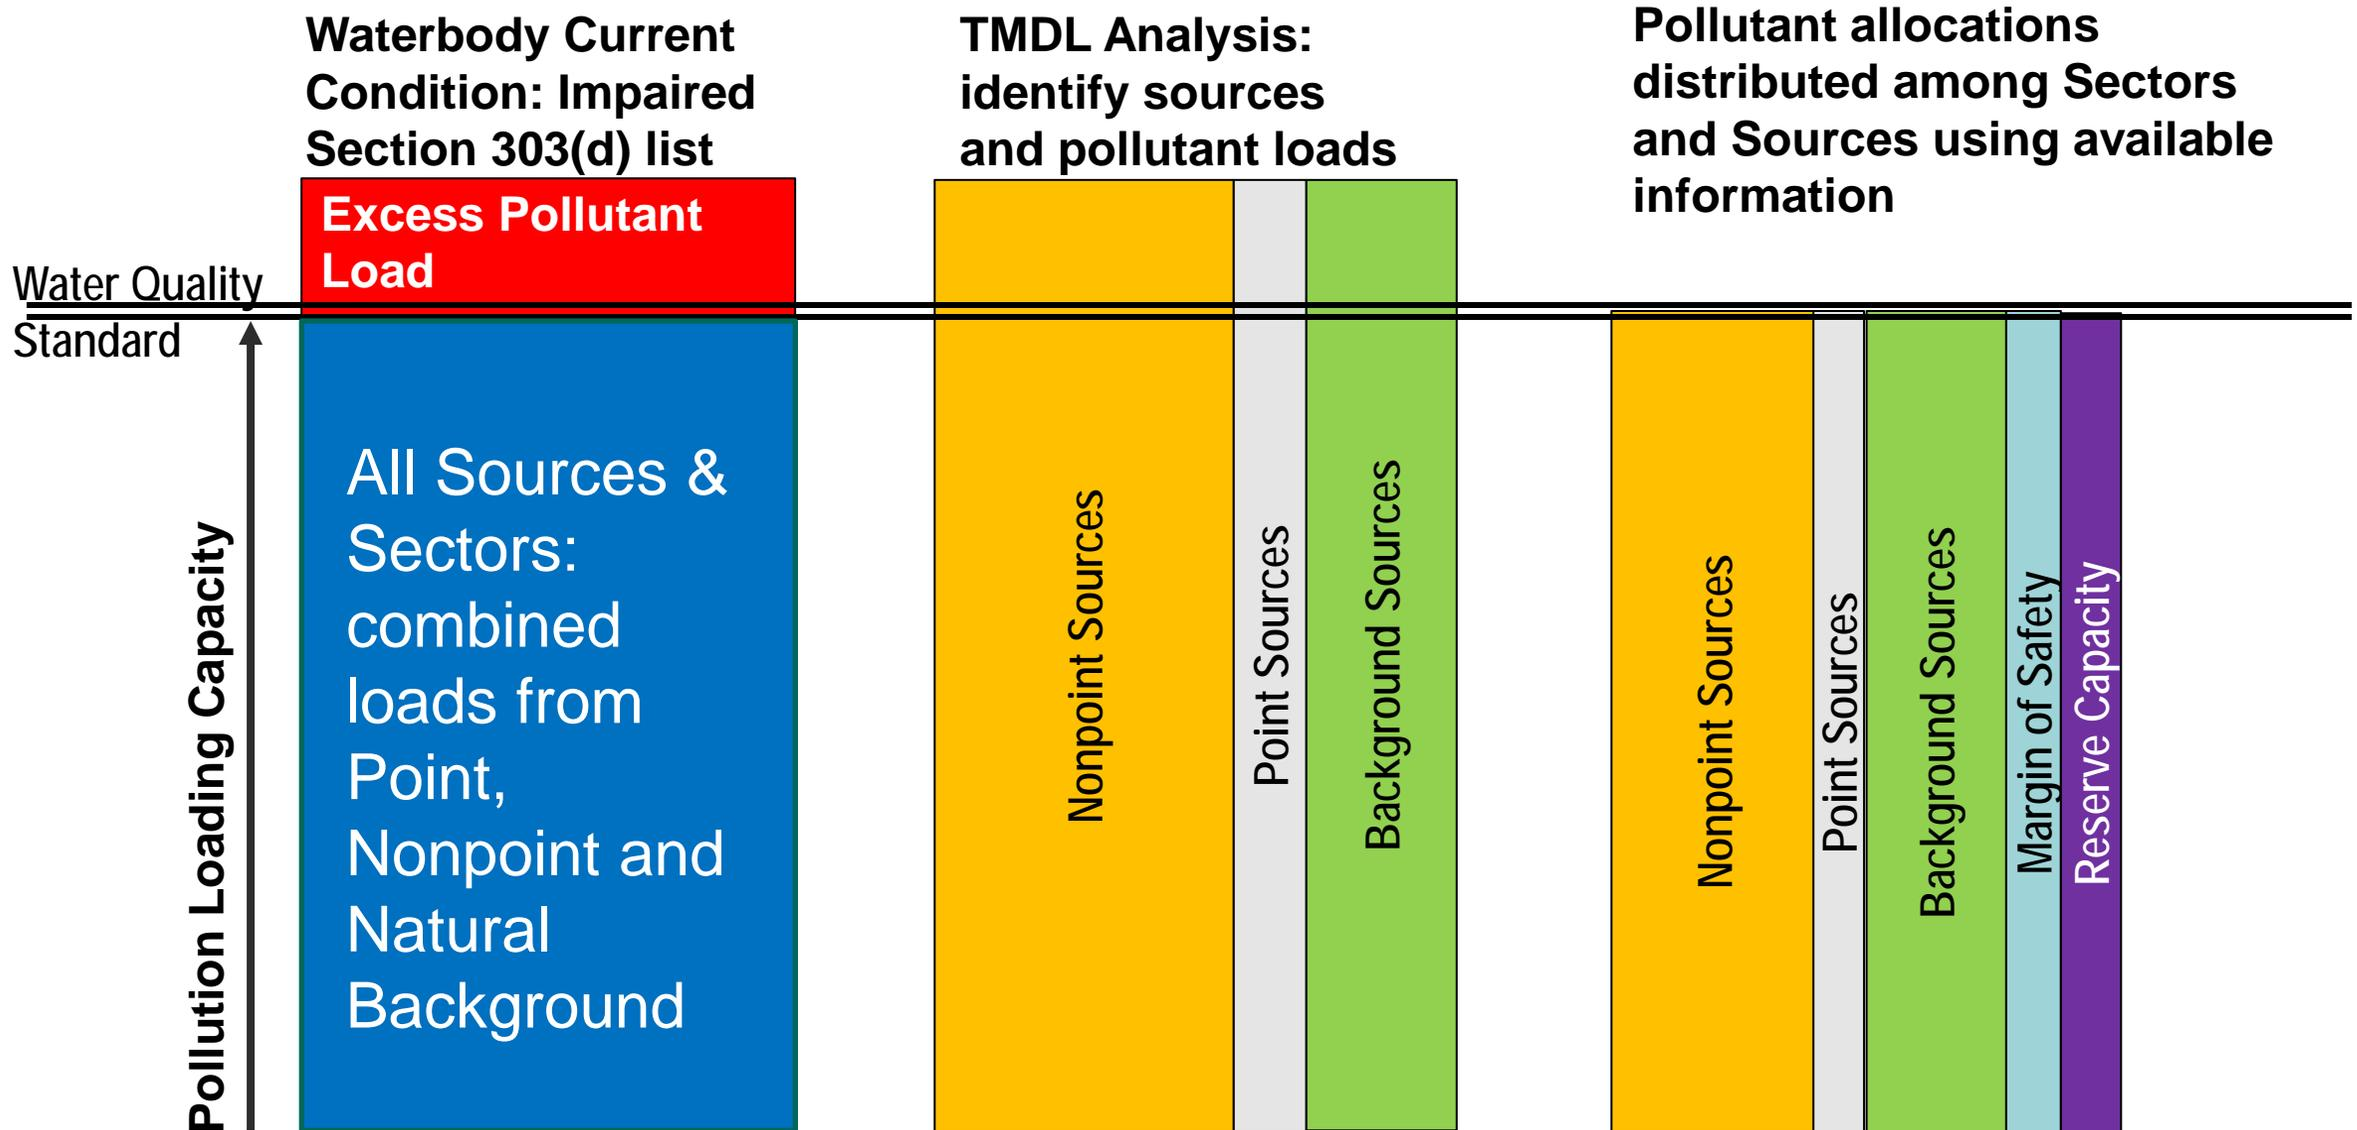 Waterbody Current
Condition: Impaired
Section 303(d) list
TMDL Analysis:
identify sources
and pollutant loads
Pollutant allocations
distributed among Sectors
and Sources using available
information
Excess Pollutant
Load
Water Quality
Standard
Pollution Loading Capacity
All Sources &
Sectors:
combined
loads from
Point,
Nonpoint and
Natural
Background
Nonpoint Sources
Point Sources
Background Sources
Nonpoint Sources
Point Sources
Background Sources
Margin of Safety
Reserve Capacity